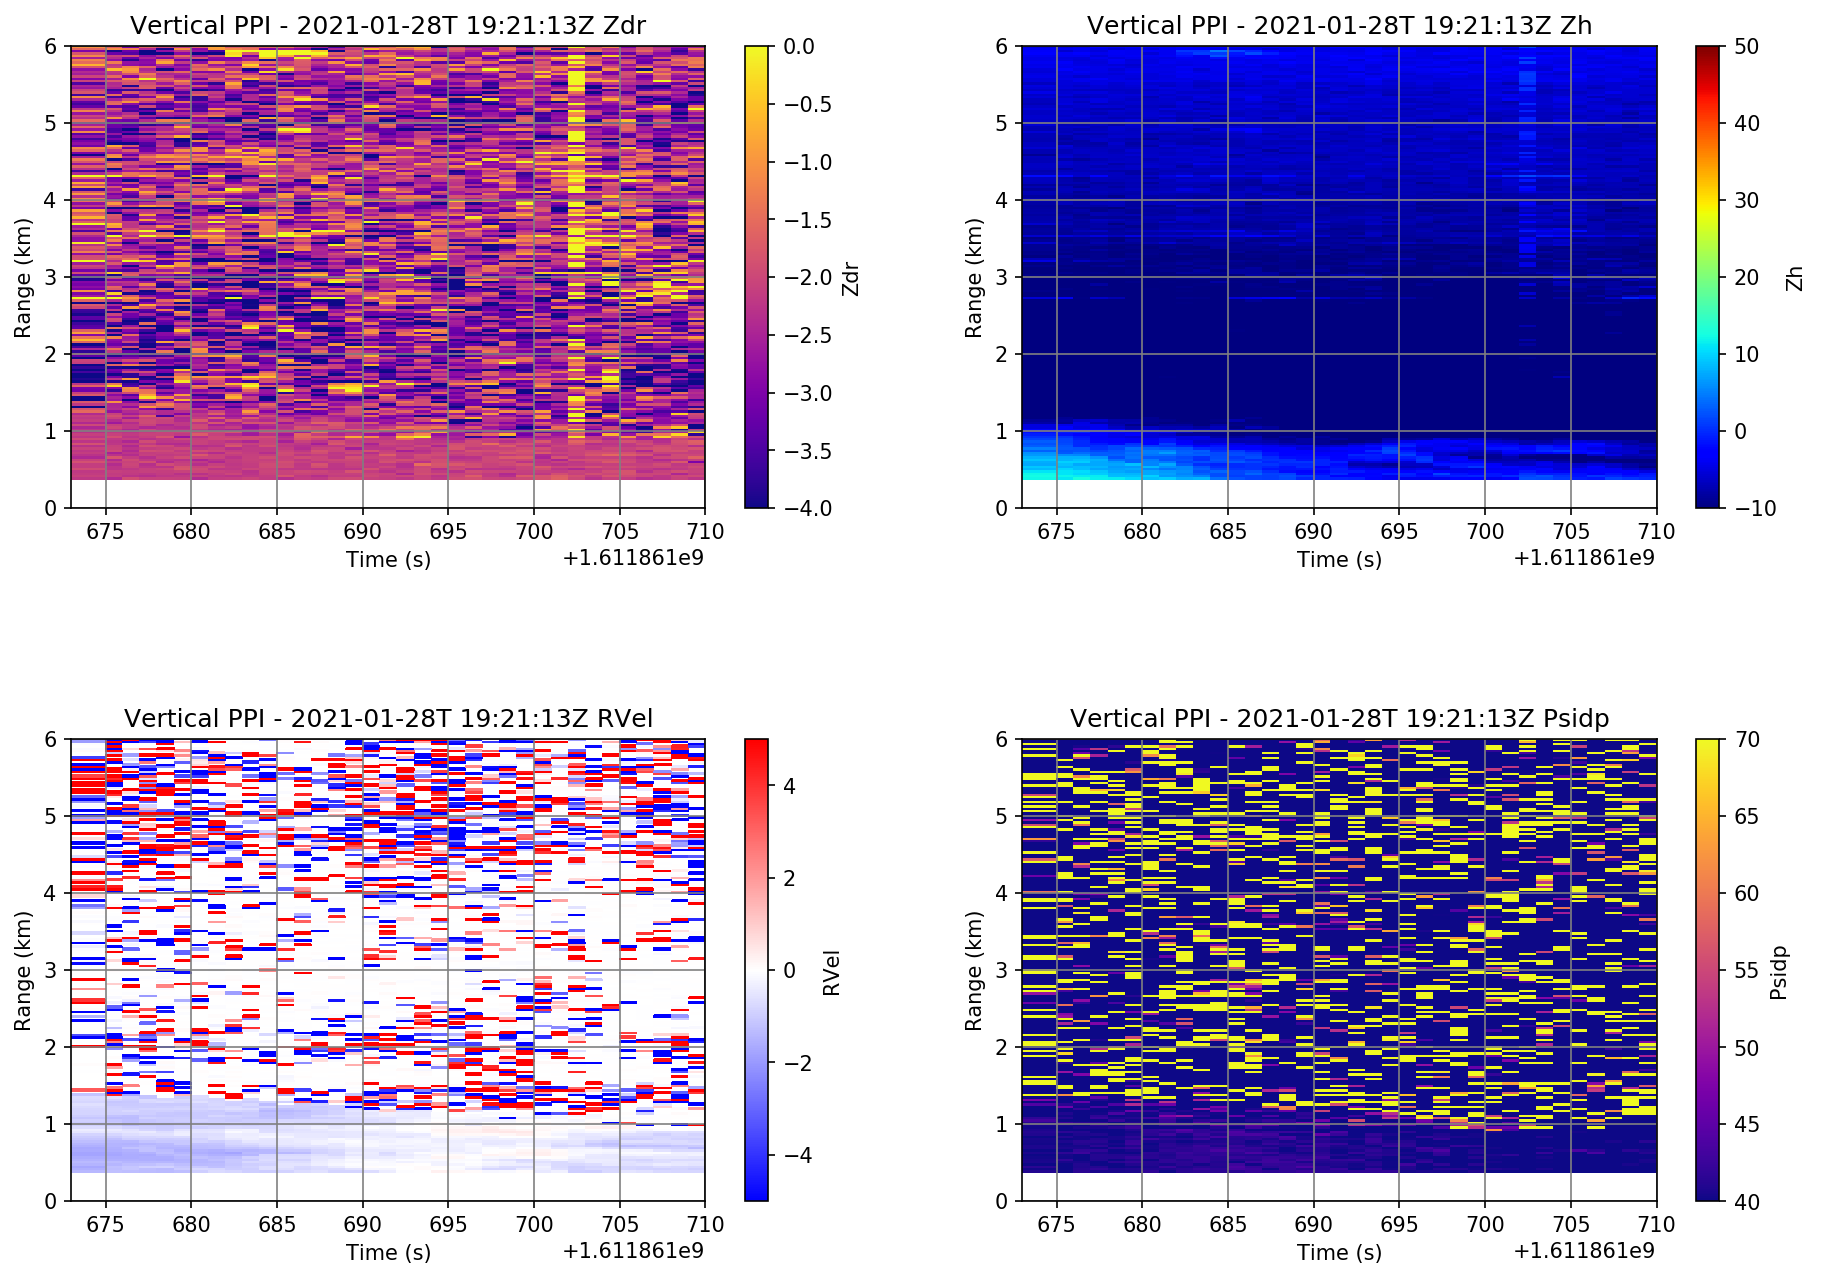 Vertical PPI - 2021-01-28T 19:21:13Z Zdr
6
5
4
3
2
1
0
Range (km)
675 680 685 690 695 700 705 710
Time (s)
+1.611861e9
0.0
−0.5
−1.0
−1.5
−2.0
−2.5
−3.0
−3.5
−4.0
Zdr
Vertical PPI - 2021-01-28T 19:21:13Z Zh
6
5
4
3
2
1
0
Range (km)
675 680 685 690 695 700 705 710
Time (s)
+1.611861e9
50
40
30
20
10
0
−10
Zh
Vertical PPI - 2021-01-28T 19:21:13Z RVel
6
5
4
3
2
1
0
Range (km)
675 680 685 690 695 700 705 710
Time (s)
+1.611861e9
4
2
0
−2
−4
RVel
Vertical PPI - 2021-01-28T 19:21:13Z Psidp
6
5
4
3
2
1
0
Range (km)
675 680 685 690 695 700 705 710
Time (s)
+1.611861e9
70
65
60
55
50
45
40
Psidp